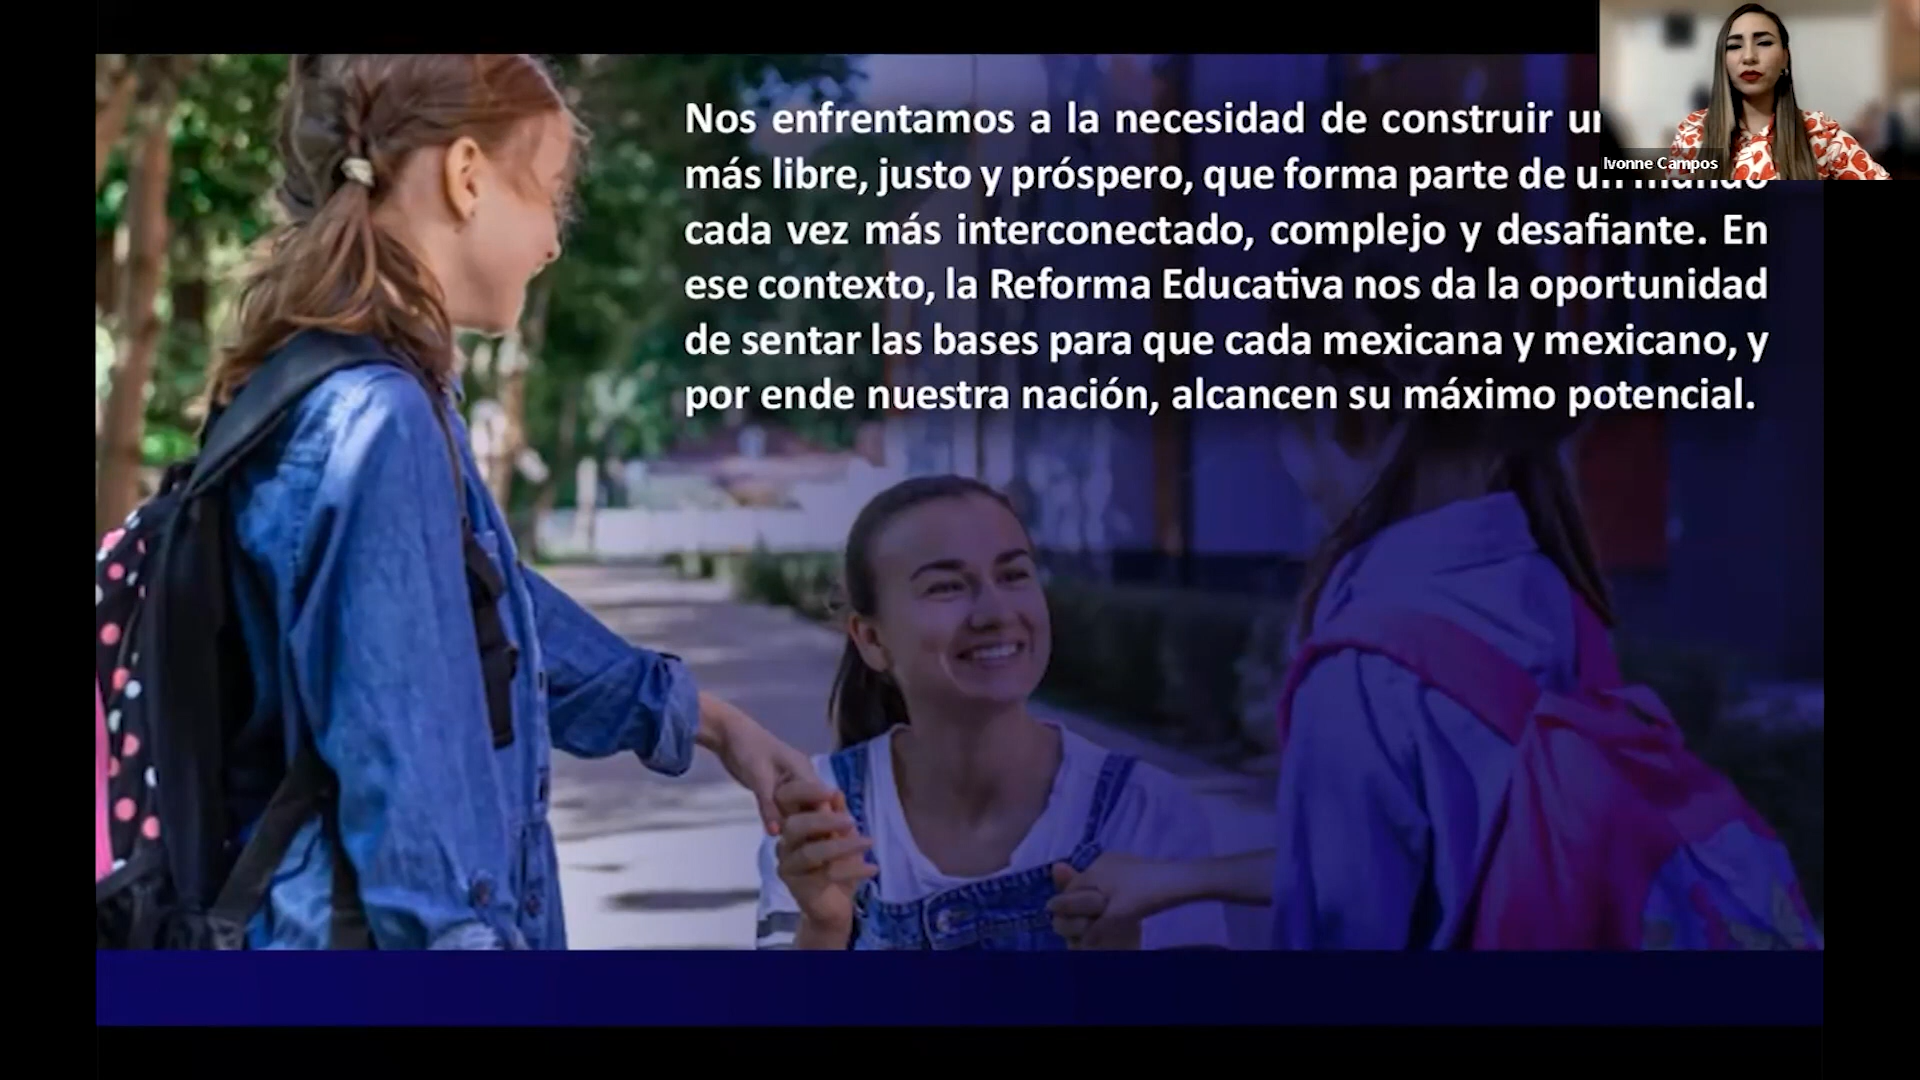 Nos enfrentamos a la necesidad de construir
más libre, justo y próspero, que forma parte de un mundo
cada vez más interconectado, complejo y desafiante. En
ese contexto, la Reforma Educativa nos da la oportunidad
de sentar las bases para que cada mexicana y mexicano, y
por ende nuestra nación, alcancen su máximo potencial.
Ivonne Campos